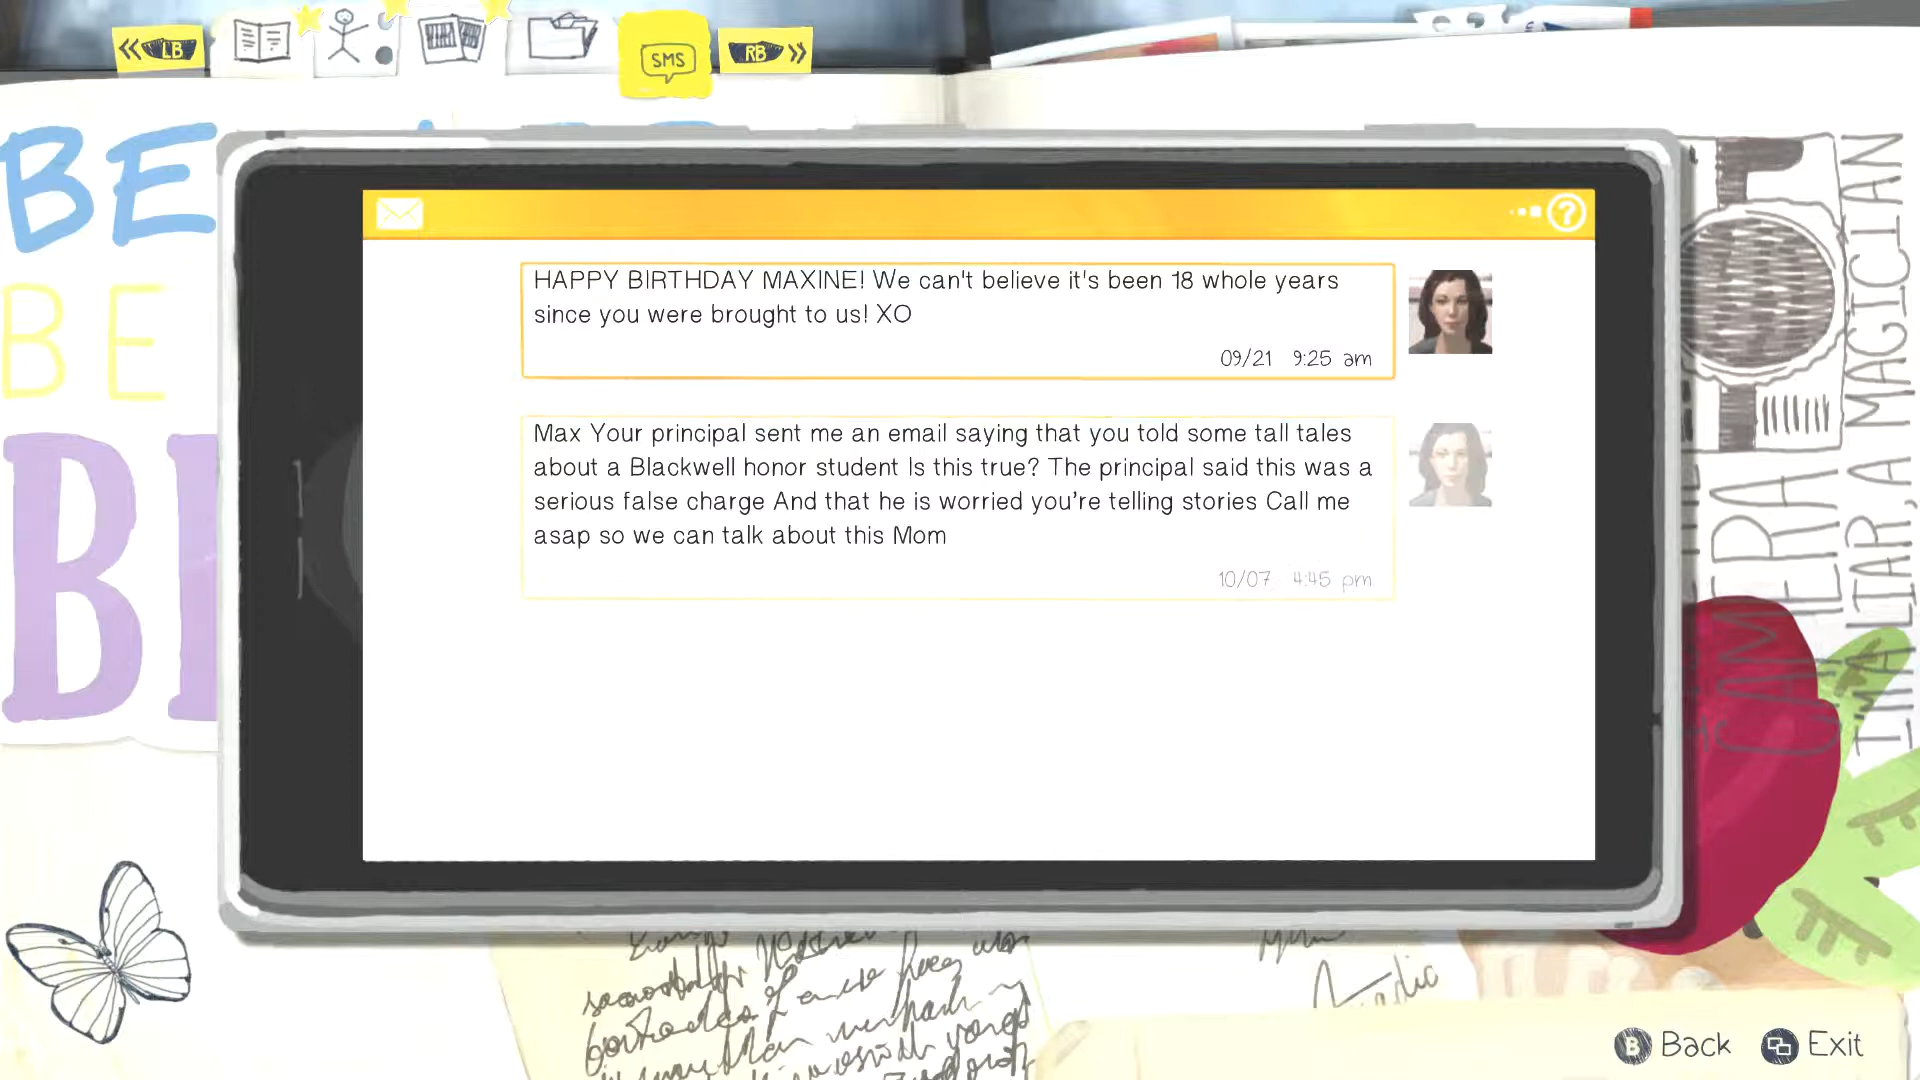 LB
SMS
RB
BE
BE
HAPPY BIRTHDAY MAXINE! We can't believe it's been 18 whole years
since you were brought to us! XO
09/21 9:25 am
Max Your principal sent me an email saying that you told some tall tales
about a Blackwell honor student Is this true? The principal said this was a
serious false charge And that he is worried you're telling stories Call me
asap so we can talk about this Mom
10/07 4:45 pm
CAMERA
I'M A LIAR, A MAGICIAN
B Back
Exit